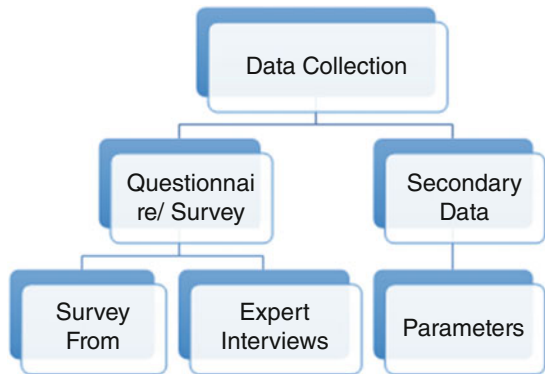 Data Collection
Questionnai
re/ Survey
Secondary
Data
Survey
From
Expert
Interviews
Parameters